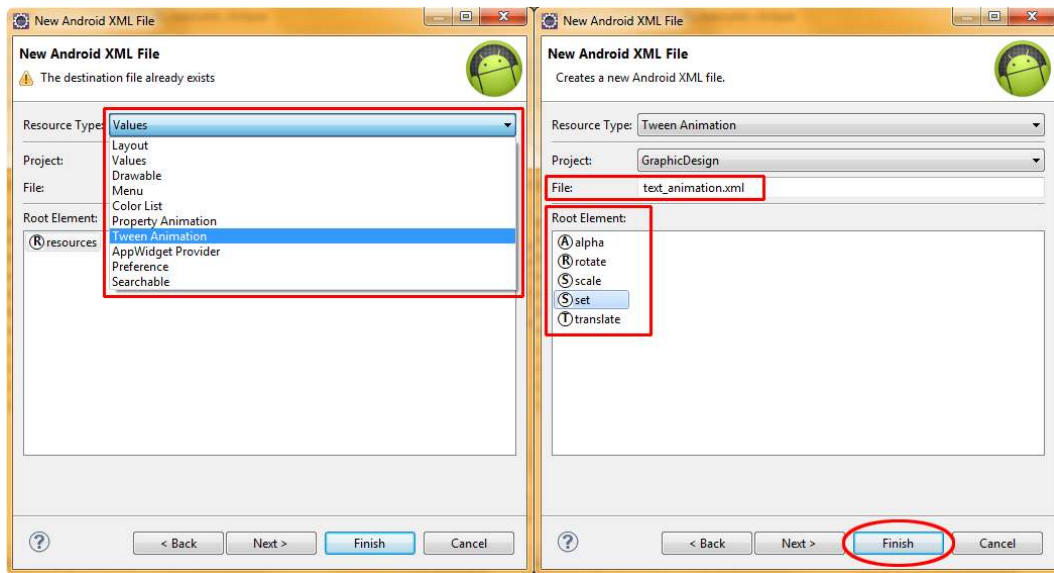 New Android XML File
New Android XML File
The destination file already exists
Resource Type:
Values
Layout
Values
Drawable
Menu
Color List
Property Animation
Tween Animation
AppWidget Provider
Preference
Searchable
Project:
File:
Root Element:
R resources
< Back
Next >
Finish
Cancel
New Android XML File
New Android XML File
Creates a new Android XML file.
Resource Type: Tween Animation
Project: GraphicDesign
File: text_animation.xml
Root Element:
A alpha
R rotate
S scale
S set
T translate
? < Back Next > Finish Cancel